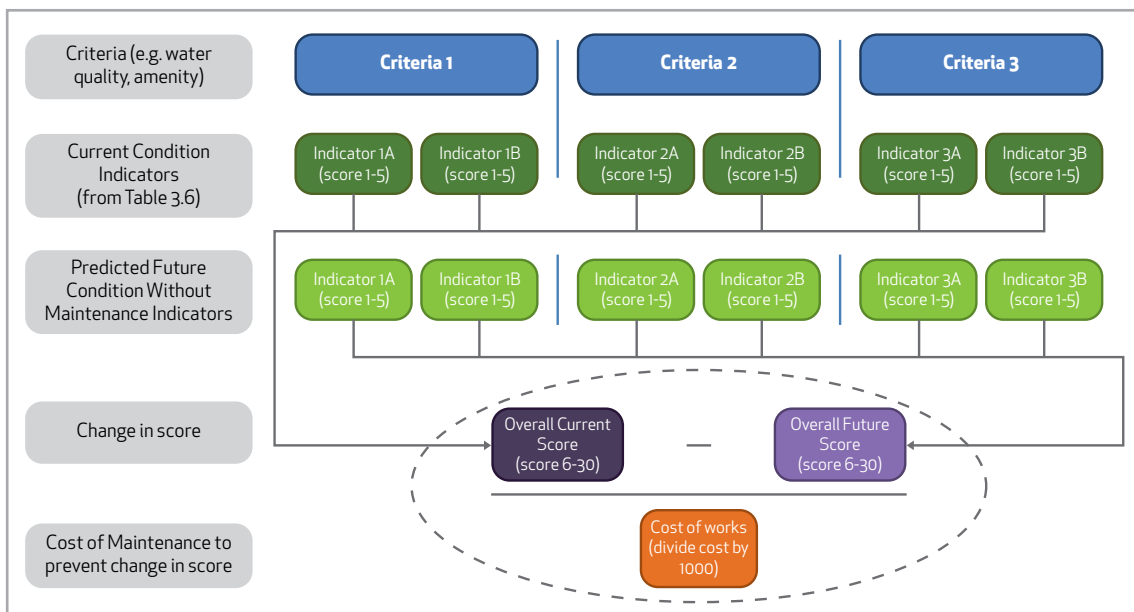 Criteria (e.g. water
quality, amenity)
Criteria 1
Criteria 2
Criteria 3
Current Condition
Indicators
(from Table 3.6)
Indicator 1A
(score 1-5)
Indicator 1B
(score 1-5)
Indicator 2A
(score 1-5)
Indicator 2B
(score 1-5)
Indicator 3A
(score 1-5)
Indicator 3B
(score 1-5)
Predicted Future
Condition Without
Maintenance Indicators
Indicator 1A
(score 1-5)
Indicator 1B
(score 1-5)
Indicator 2A
(score 1-5)
Indicator 2B
(score 1-5)
Indicator 3A
(score 1-5)
Indicator 3B
(score 1-5)
Change in score
Overall Current
Score
(score 6-30)
—
Overall Future
Score
(score 6-30)
Cost of Maintenance to
prevent change in score
Cost of works
(divide cost by
1000)